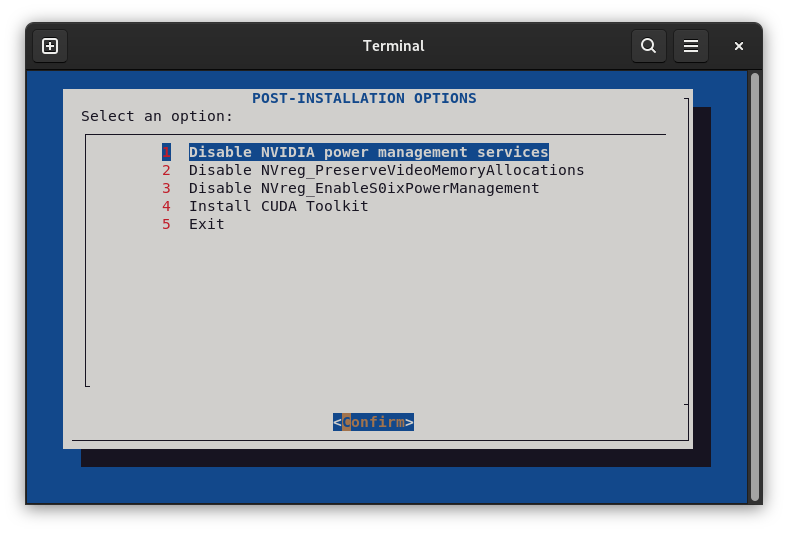 Terminal
POST-INSTALLATION OPTIONS
Select an option:
1 Disable NVIDIA power management services
2 Disable NVreg_PreserveVideoMemoryAllocations
3 Disable NVreg_EnableS0ixPowerManagement
4 Install CUDA Toolkit
5 Exit
<Confirm>